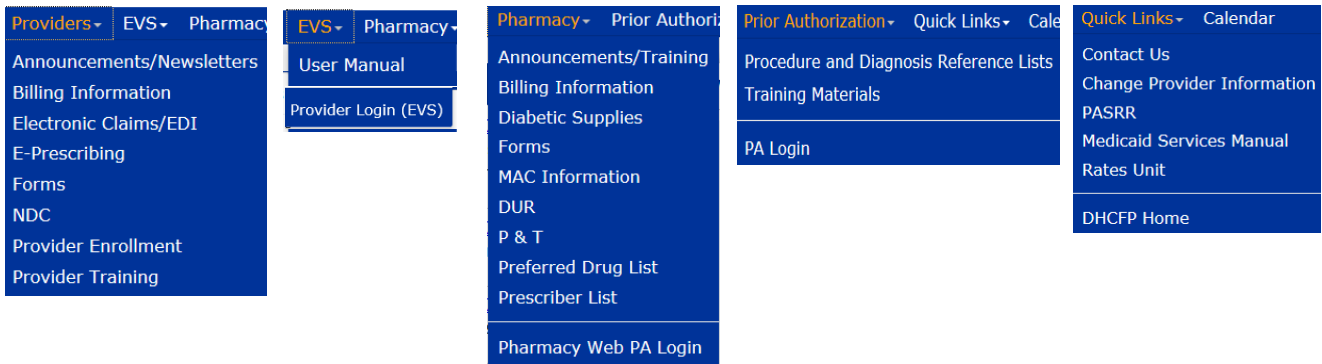 Providers EVS Pharmacy
Announcements/Newsletters
Billing Information
Electronic Claims/EDI
E-Prescribing
Forms
NDC
Provider Enrollment
Provider Training
EVS Pharmacy
User Manual
Provider Login (EVS)
Pharmacy Prior Authori
Announcements/Training
Billing Information
Diabetic Supplies
Forms
MAC Information
DUR
P & T
Preferred Drug List
Prescriber List
Pharmacy Web PA Login
Prior Authorization Quick Links Cale
Procedure and Diagnosis Reference Lists
Training Materials
PA Login
Quick Links Calendar
Contact Us
Change Provider Information
PASRR
Medicaid Services Manual
Rates Unit
DHCFP Home